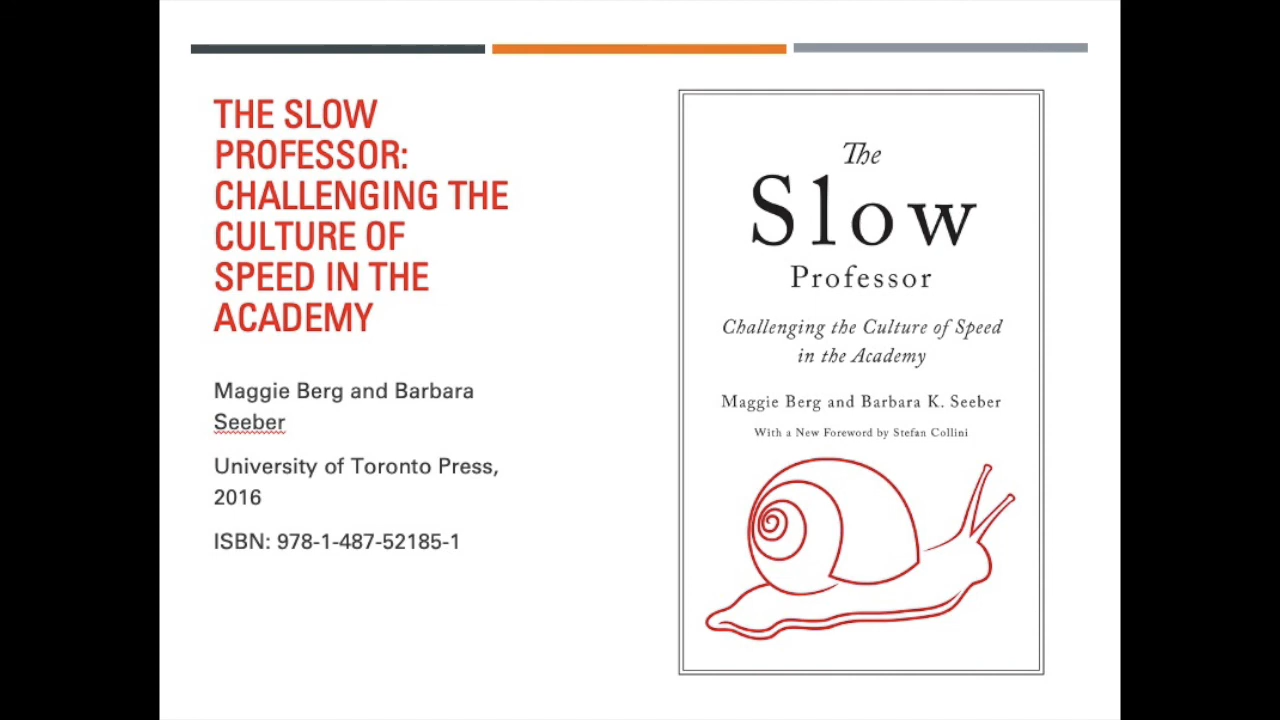 THE SLOW
PROFESSOR:
CHALLENGING THE
CULTURE OF
SPEED IN THE
ACADEMY
Maggie Berg and Barbara
Seeber
University of Toronto Press,
2016
ISBN: 978-1-487-52185-1
The
Slow
Professor
Challenging the Culture of Speed
in the Academy
Maggie Berg and Barbara K. Seeber
With a New Foreword by Stefan Collini